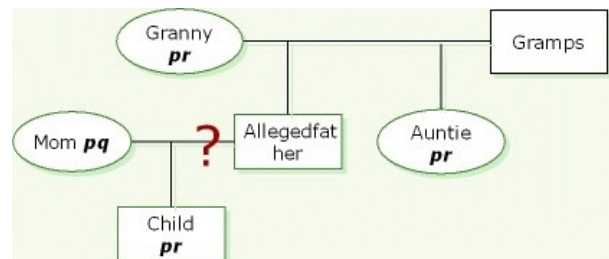 Granny
pr
Gramps
Mom pq
?
Allegedfat
her
Auntie
pr
Child
pr